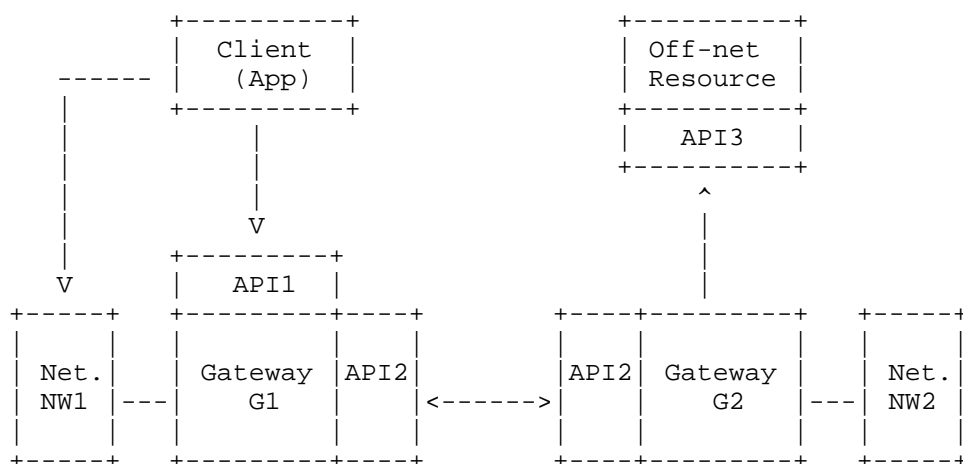 Client Off-net
(App) Resource
API3
API1
Net. Gateway API2 API2 Gateway Net.
NW1 G1 G2 NW2